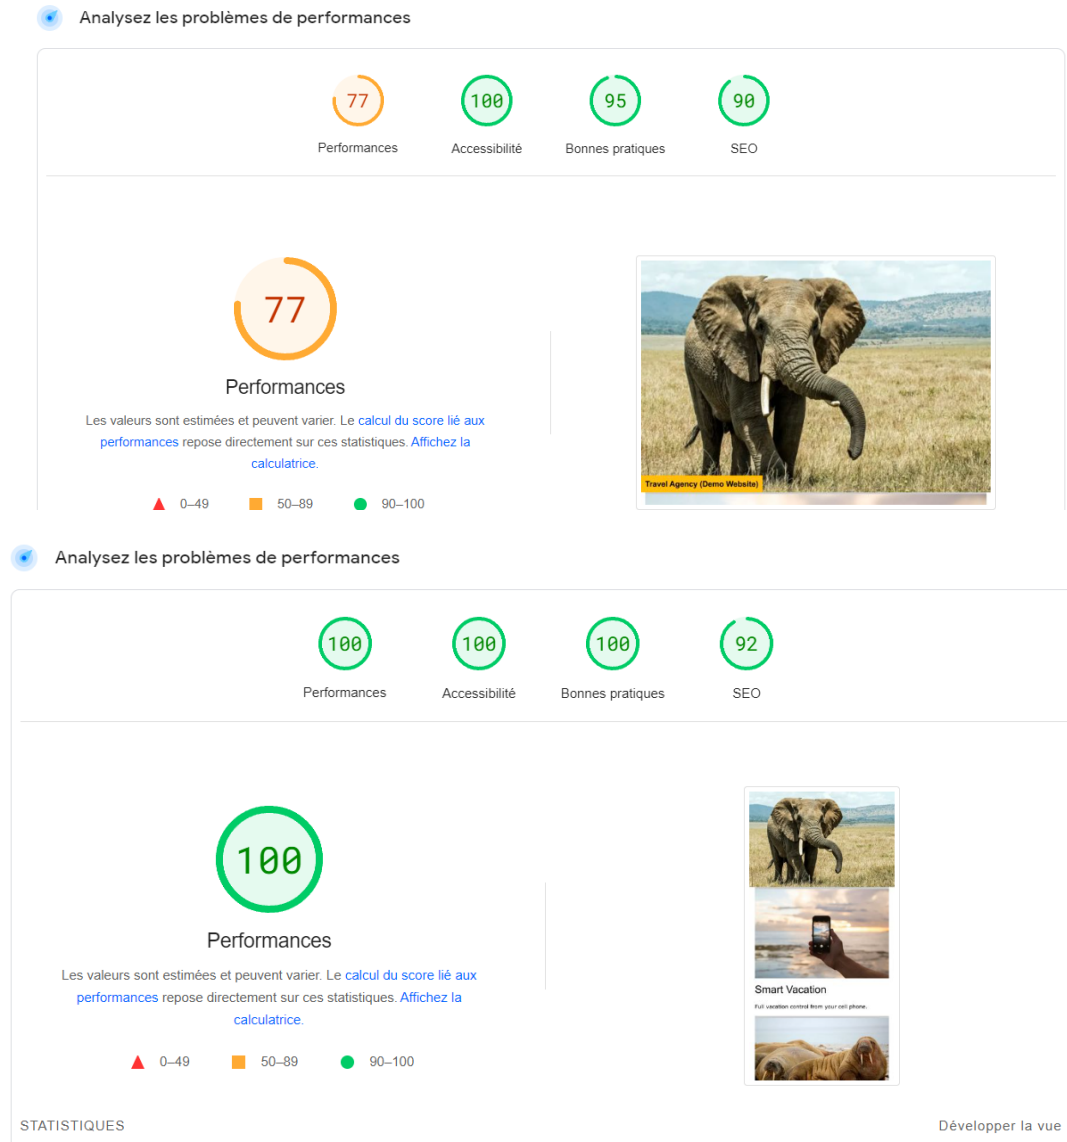 Analysez les problèmes de performances
77
100
95
90
Performances
Accessibilité
Bonnes pratiques
SEO
77
Performances
Les valeurs sont estimées et peuvent varier. Le calcul du score lié aux
performances repose directement sur ces statistiques. Affichez la
calculatrice.
0–49
50–89
90–100
Travel Agency (Demo Website)
Analysez les problèmes de performances
100
100
100
92
Performances
Accessibilité
Bonnes pratiques
SEO
100
Performances
Les valeurs sont estimées et peuvent varier. Le calcul du score lié aux
performances repose directement sur ces statistiques. Affichez la
calculatrice.
0–49
50–89
90–100
Smart Vacation
Full vacation control from your cell phone.
STATISTIQUES
Développer la vue